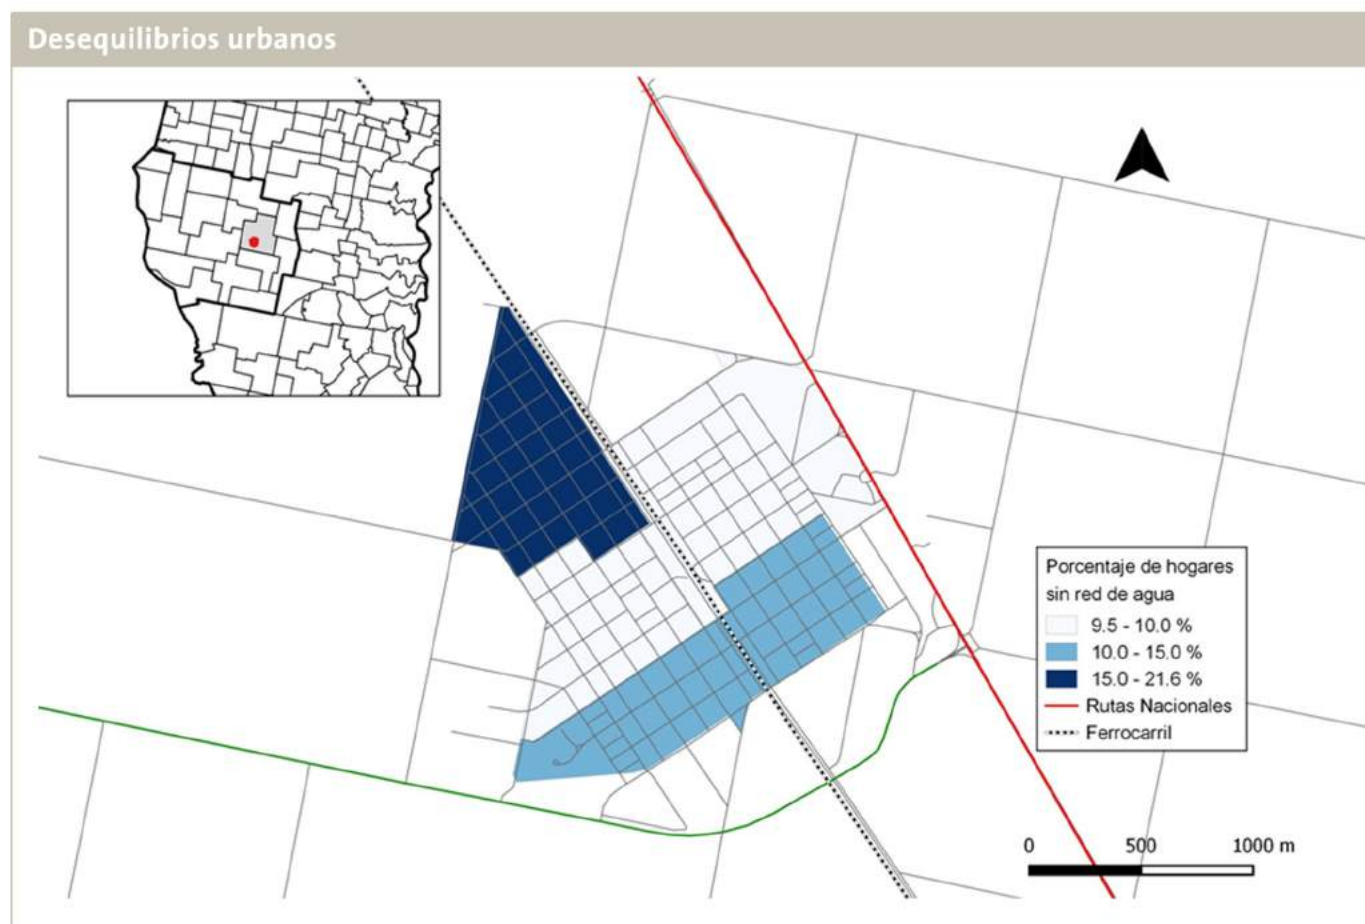 Desequilibrios urbanos
Porcentaje de hogares
sin red de agua
9.5 - 10.0 %
10.0 - 15.0 %
15.0 - 21.6 %
Rutas Nacionales
Ferrocarril
0 500 1000 m